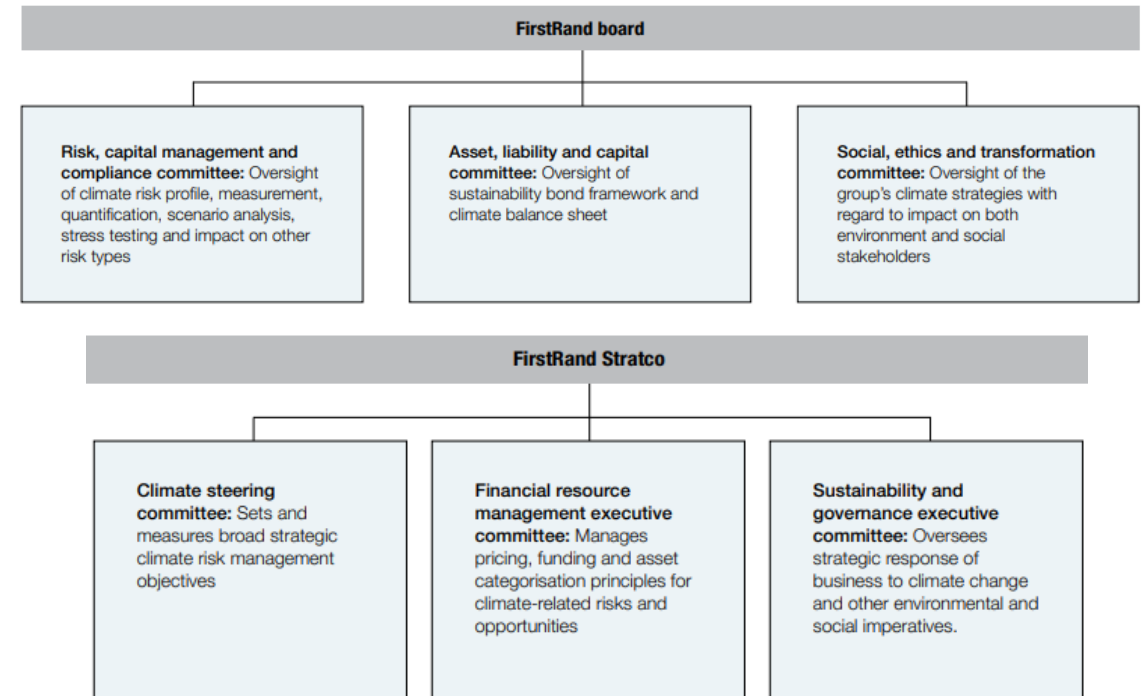 FirstRand board
Risk, capital management and
compliance committee: Oversight
of climate risk profile, measurement,
quantification, scenario analysis,
stress testing and impact on other
risk types
Asset, liability and capital
committee: Oversight of
sustainability bond framework and
climate balance sheet
Social, ethics and transformation
committee: Oversight of the
group's climate strategies with
regard to impact on both
environment and social
stakeholders
FirstRand Stratco
Climate steering
committee: Sets and
measures broad strategic
climate risk management
objectives
Financial resource
management executive
committee: Manages
pricing, funding and asset
categorisation principles for
climate-related risks and
opportunities
Sustainability and
governance executive
committee: Oversees
strategic response of
business to climate change
and other environmental and
social imperatives.